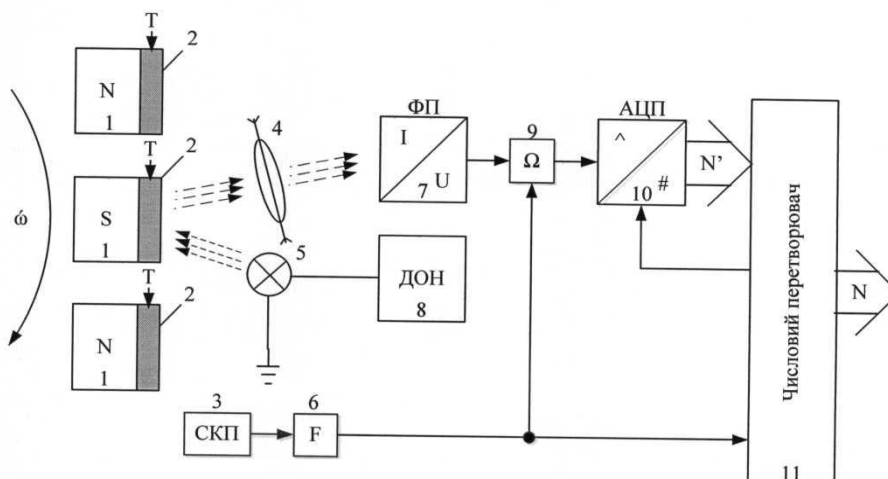 T
2
N
1
T
2
S
1
T
2
N
1
ώ
4
5
ФП
I
7 U
9
Ω
АЦП
^
10 #
N’
ДОН
8
3
СКП
6
F
Числовий перетворювач
11
N